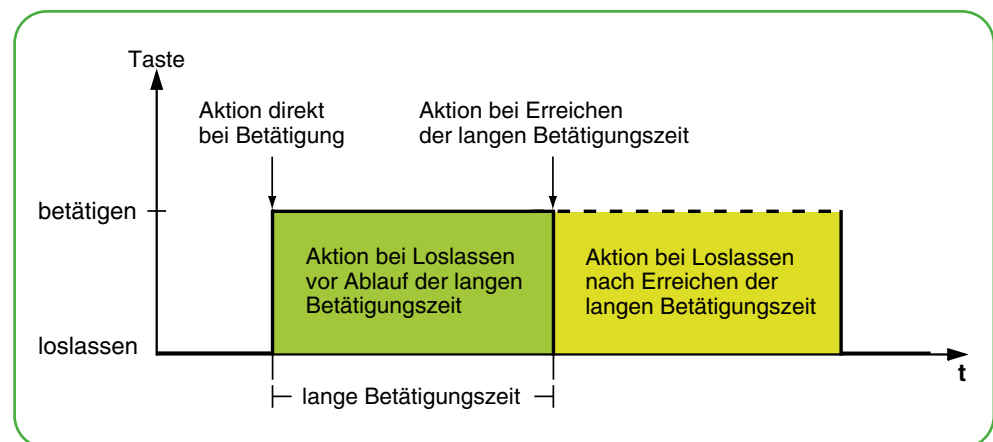 Taste
Aktion direkt
bei Betätigung
Aktion bei Erreichen
der langen Betätigungszeit
betätigen
Aktion bei Loslassen
vor Ablauf der langen
Betätigungszeit
Aktion bei Loslassen
nach Erreichen der
langen Betätigungszeit
loslassen
t
lange Betätigungszeit